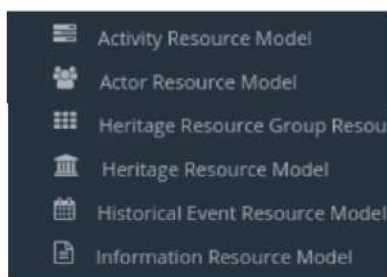 Activity Resource Model
Actor Resource Model
Heritage Resource Group
Heritage Resource Model
Historical Event Resource Model
Information Resource Model